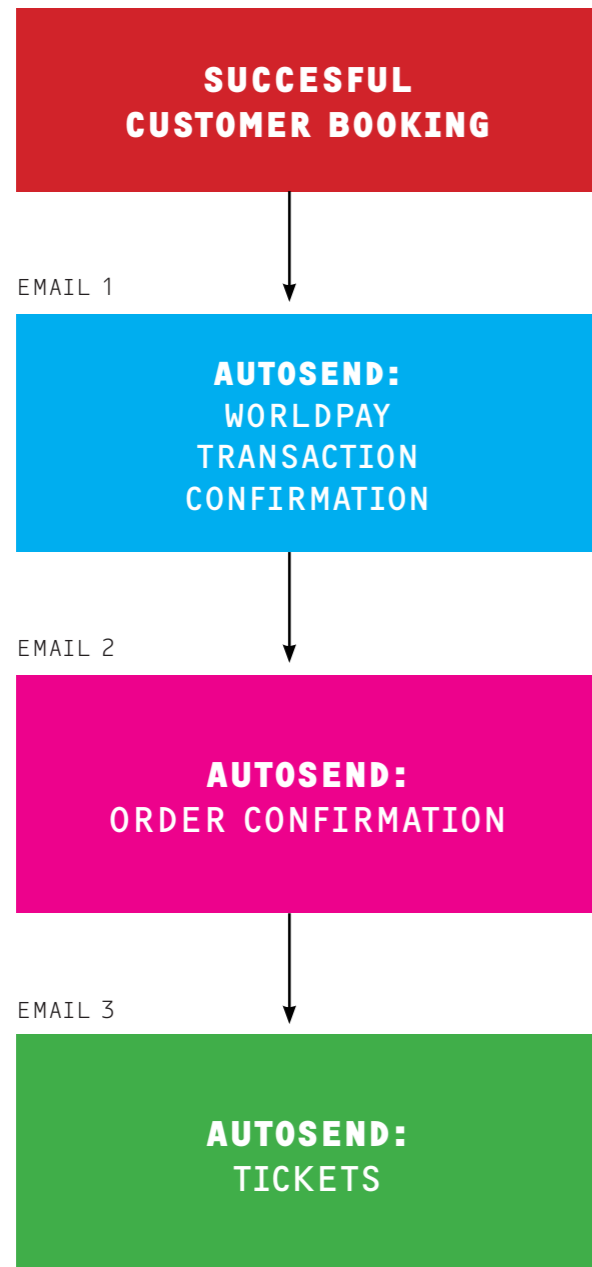 SUCCESFUL
CUSTOMER BOOKING
EMAIL 1
AUTOSEND:
WORLDPAY
TRANSACTION
CONFIRMATION
EMAIL 2
AUTOSEND:
ORDER CONFIRMATION
EMAIL 3
AUTOSEND:
TICKETS